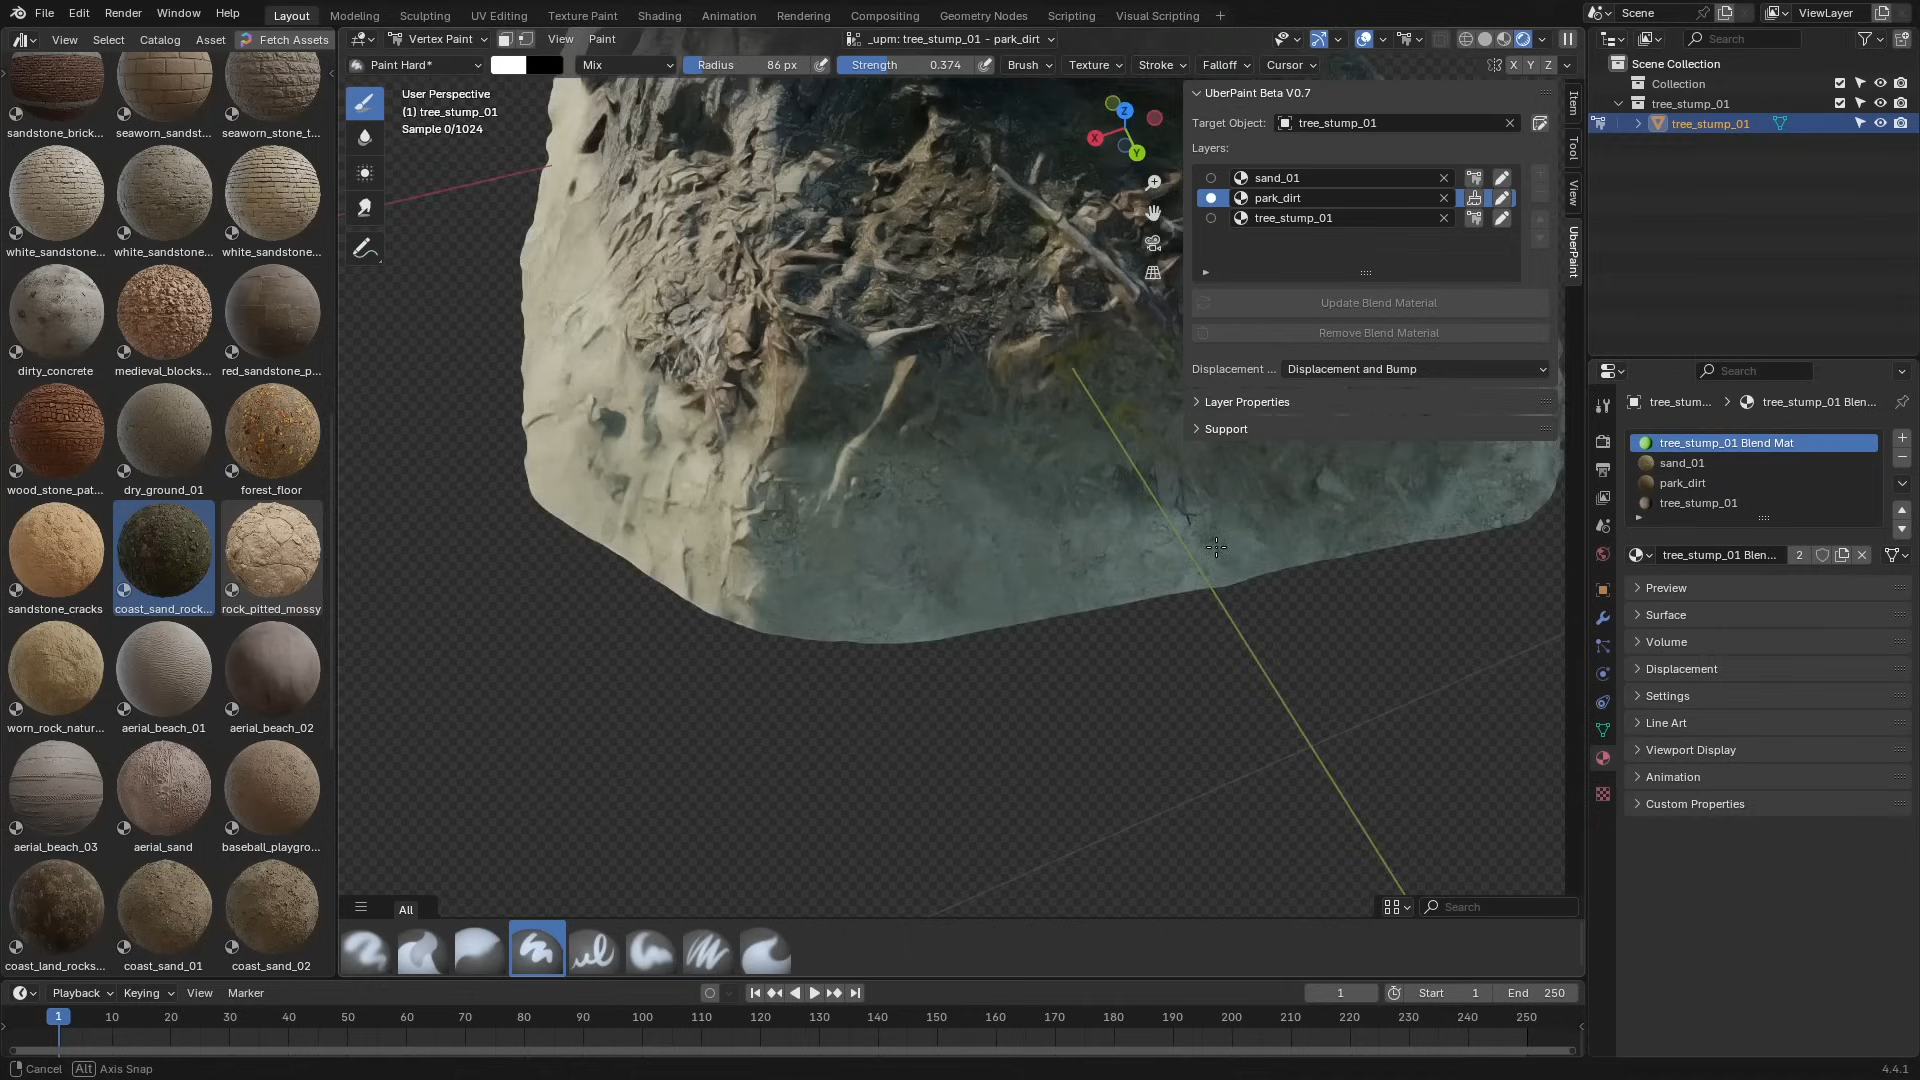 File Edit Render Window Help
Layout Modeling Sculpting UV Editing Texture Paint Shading Animation Rendering Compositing Geometry Nodes Scripting Visual Scripting +
Scene
ViewLayer
View Select Catalog Asset Fetch Assets
Vertex Paint View Paint
_upm: tree_stump_01 - park_dirt
Search
Paint Hard* Mix Radius 86 px Strength 0.374 Brush Texture Stroke Falloff Cursor X Y Z
User Perspective
(1) tree_stump_01
Sample 0/1024
Z
X
Y
UberPaint Beta V0.7
Target Object: tree_stump_01
Layers:
sand_01
park_dirt
tree_stump_01
Update Blend Material
Remove Blend Material
Displacement ... Displacement and Bump
Layer Properties
Support
Item
Tool
View
UberPaint
Scene Collection
Collection
tree_stump_01
tree_stump_01
Search
tree_stum... tree_stump_01 Blen...
tree_stump_01 Blend Mat
sand_01
park_dirt
tree_stump_01
tree_stump_01 Blen... 2
Preview
Surface
Volume
Displacement
Settings
Line Art
Viewport Display
Animation
Custom Properties
sandstone_brick... seaworn_sandst... seaworn_stone_t...
white_sandstone... white_sandstone... white_sandstone...
dirty_concrete medieval_blocks... red_sandstone_p...
wood_stone_pat... dry_ground_01 forest_floor
sandstone_cracks coast_sand_rock... rock_pitted_mossy
worn_rock_natur... aerial_beach_01 aerial_beach_02
aerial_beach_03 aerial_sand baseball_playgro...
coast_land_rocks... coast_sand_01 coast_sand_02
All
Search
Playback Keying View Marker
1 Start 1 End 250
1 10 20 30 40 50 60 70 80 90 100 110 120 130 140 150 160 170 180 190 200 210 220 230 240 250
Cancel Alt Axis Snap
4.4.1